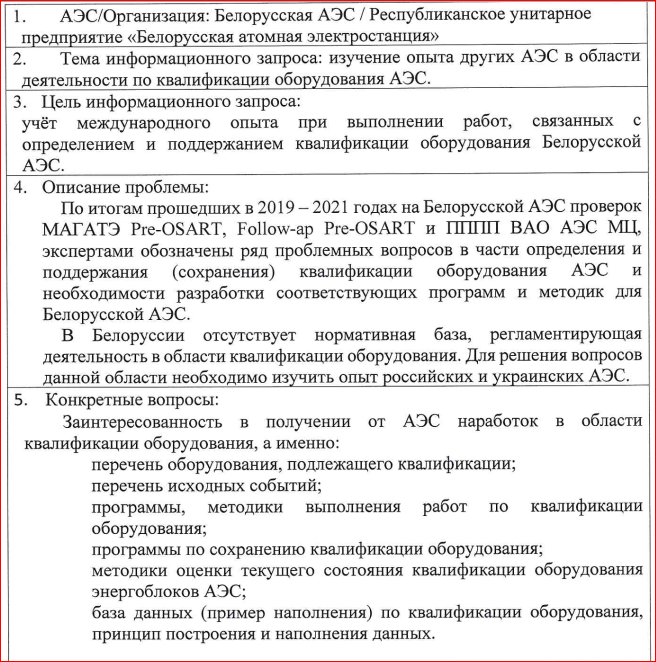 1. АЭС/Организация: Белорусская АЭС / Республиканское унитарное
предприятие «Белорусская атомная электростанция»
2. Тема информационного запроса: изучение опыта других АЭС в области
деятельности по квалификации оборудования АЭС.
3. Цель информационного запроса:
учёт международного опыта при выполнении работ, связанных с
определением и поддержанием квалификации оборудования Белорусской
АЭС.
4. Описание проблемы:
По итогам прошедших в 2019 – 2021 годах на Белорусской АЭС проверок
МАГАТЭ Pre-OSART, Follow-ap Pre-OSART и ПППП ВАО АЭС МЦ,
экспертами обозначены ряд проблемных вопросов в части определения и
поддержания (сохранения) квалификации оборудования АЭС и
необходимости разработки соответствующих программ и методик для
Белорусской АЭС.
В Белоруссии отсутствует нормативная база, регламентирующая
деятельность в области квалификации оборудования. Для решения вопросов
данной области необходимо изучить опыт российских и украинских АЭС.
5. Конкретные вопросы:
Заинтересованность в получении от АЭС наработок в области
квалификации оборудования, а именно:
перечень оборудования, подлежащего квалификации;
перечень исходных событий;
программы, методики выполнения работ по квалификации
оборудования;
программы по сохранению квалификации оборудования;
методики оценки текущего состояния квалификации оборудования
энергоблоков АЭС;
база данных (пример наполнения) по квалификации оборудования,
принцип построения и наполнения данных.